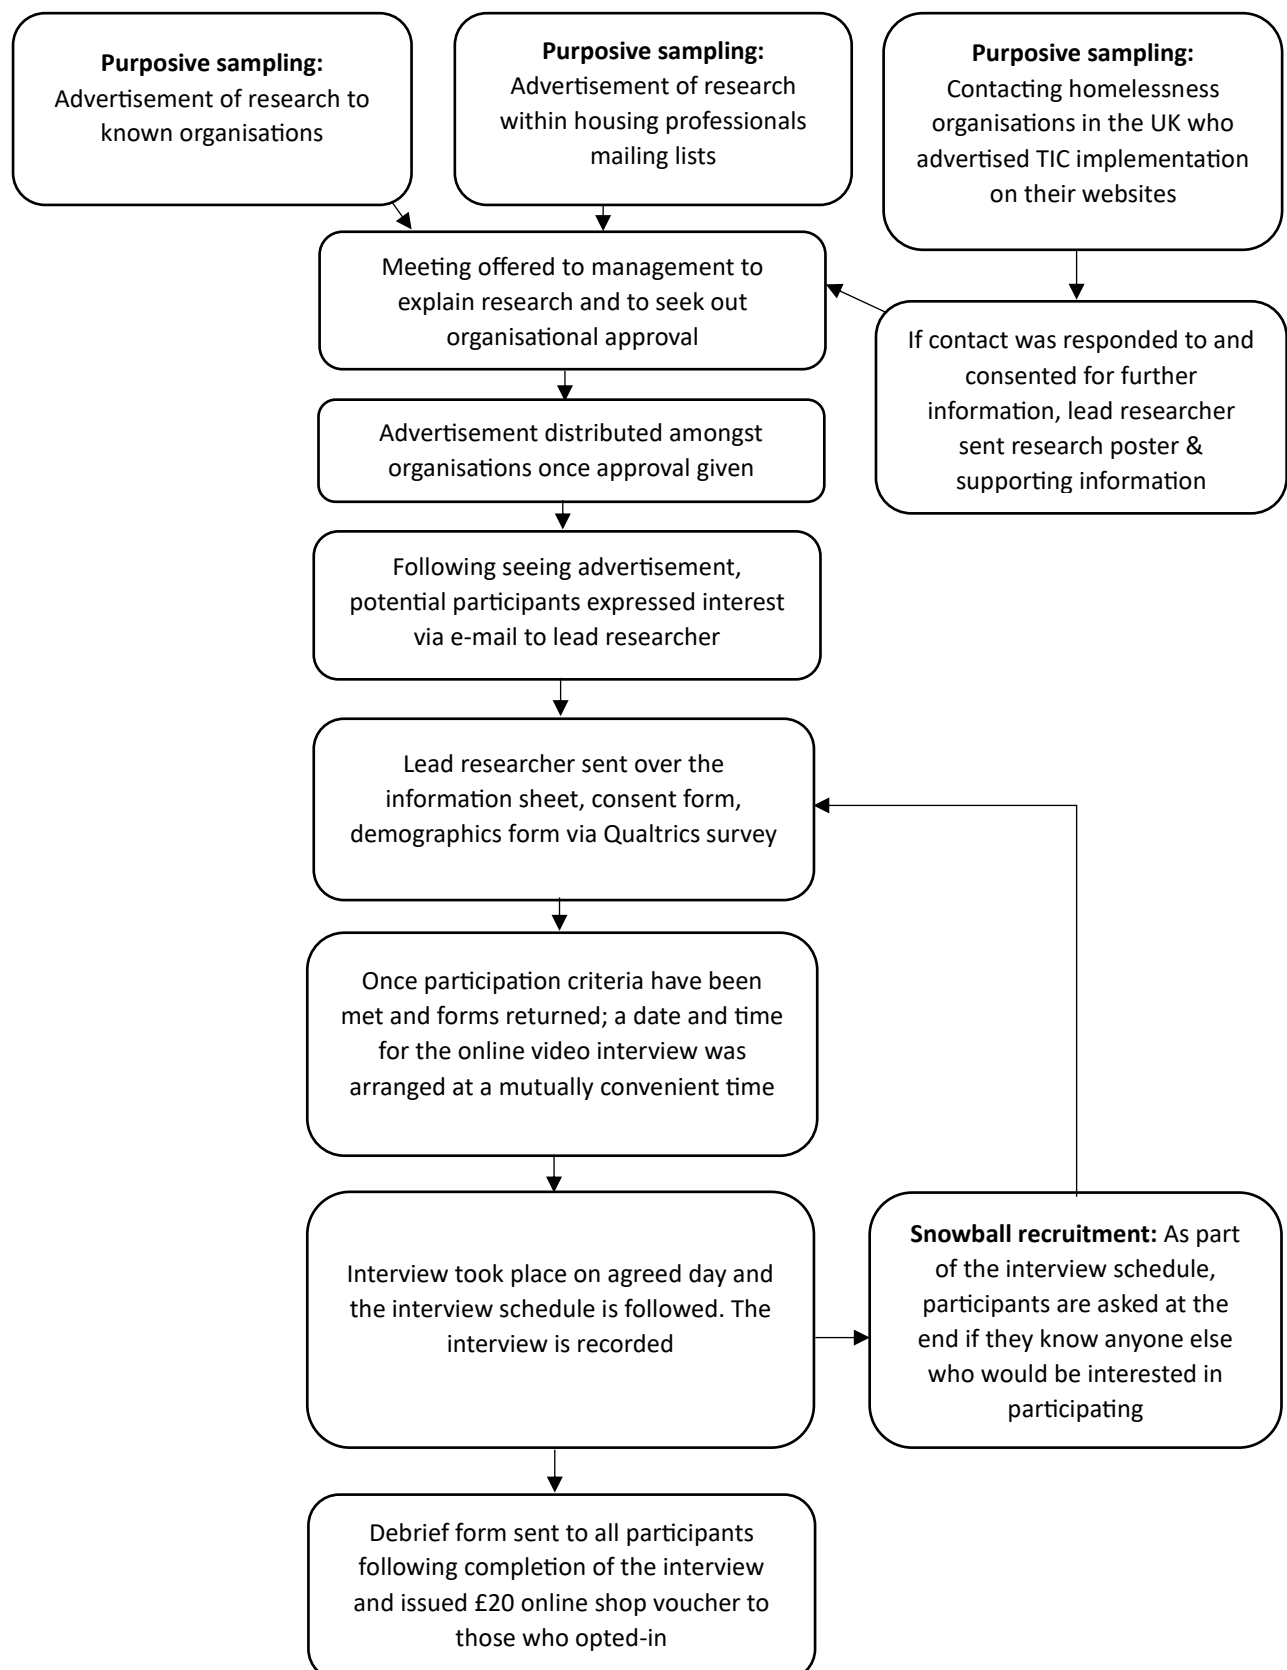 Purposive sampling:
Advertisement of research to
known organisations
Purposive sampling:
Advertisement of research
within housing professionals
mailing lists
Purposive sampling:
Contacting homelessness
organisations in the UK who
advertised TIC implementation
on their websites
Meeting offered to management to
explain research and to seek out
organisational approval
If contact was responded to and
consented for further
information, lead researcher
sent research poster &
supporting information
Advertisement distributed amongst
organisations once approval given
Following seeing advertisement,
potential participants expressed interest
via e-mail to lead researcher
Lead researcher sent over the
information sheet, consent form,
demographics form via Qualtrics survey
Once participation criteria have been
met and forms returned; a date and time
for the online video interview was
arranged at a mutually convenient time
Interview took place on agreed day and
the interview schedule is followed. The
interview is recorded
Snowball recruitment: As part
of the interview schedule,
participants are asked at the
end if they know anyone else
who would be interested in
participating
Debrief form sent to all participants
following completion of the interview
and issued £20 online shop voucher to
those who opted-in